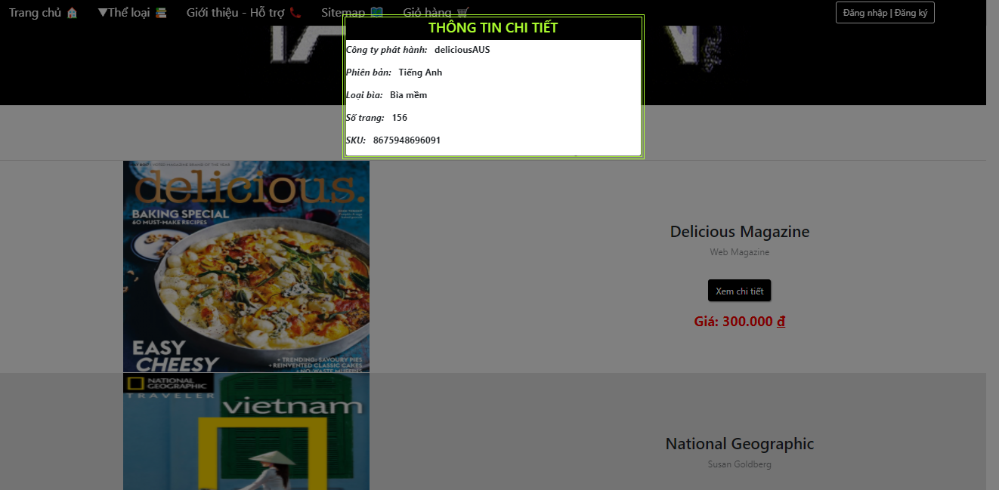 Trang chủ ▼Thể loại Giới thiệu - Hỗ trợ Sitemap Giỏ hàng Đăng nhập | Đăng ký
THÔNG TIN CHI TIẾT
Công ty phát hành: deliciousAUS
Phiên bản: Tiếng Anh
Loại bìa: Bìa mềm
Số trang: 156
SKU: 8675948696091
delicious.
BAKING SPECIAL
60 MUST-MAKE RECIPES
EASY
CHEESY
+ TRENDING: SAVOURY PIES
+ REINVENTED CLASSIC CAKES
+ NO-WASTE MUFFINS
Delicious Magazine
Web Magazine
Xem chi tiết
Giá: 300.000 đ
NATIONAL
GEOGRAPHIC
TRAVELER
vietnam
National Geographic
Susan Goldberg